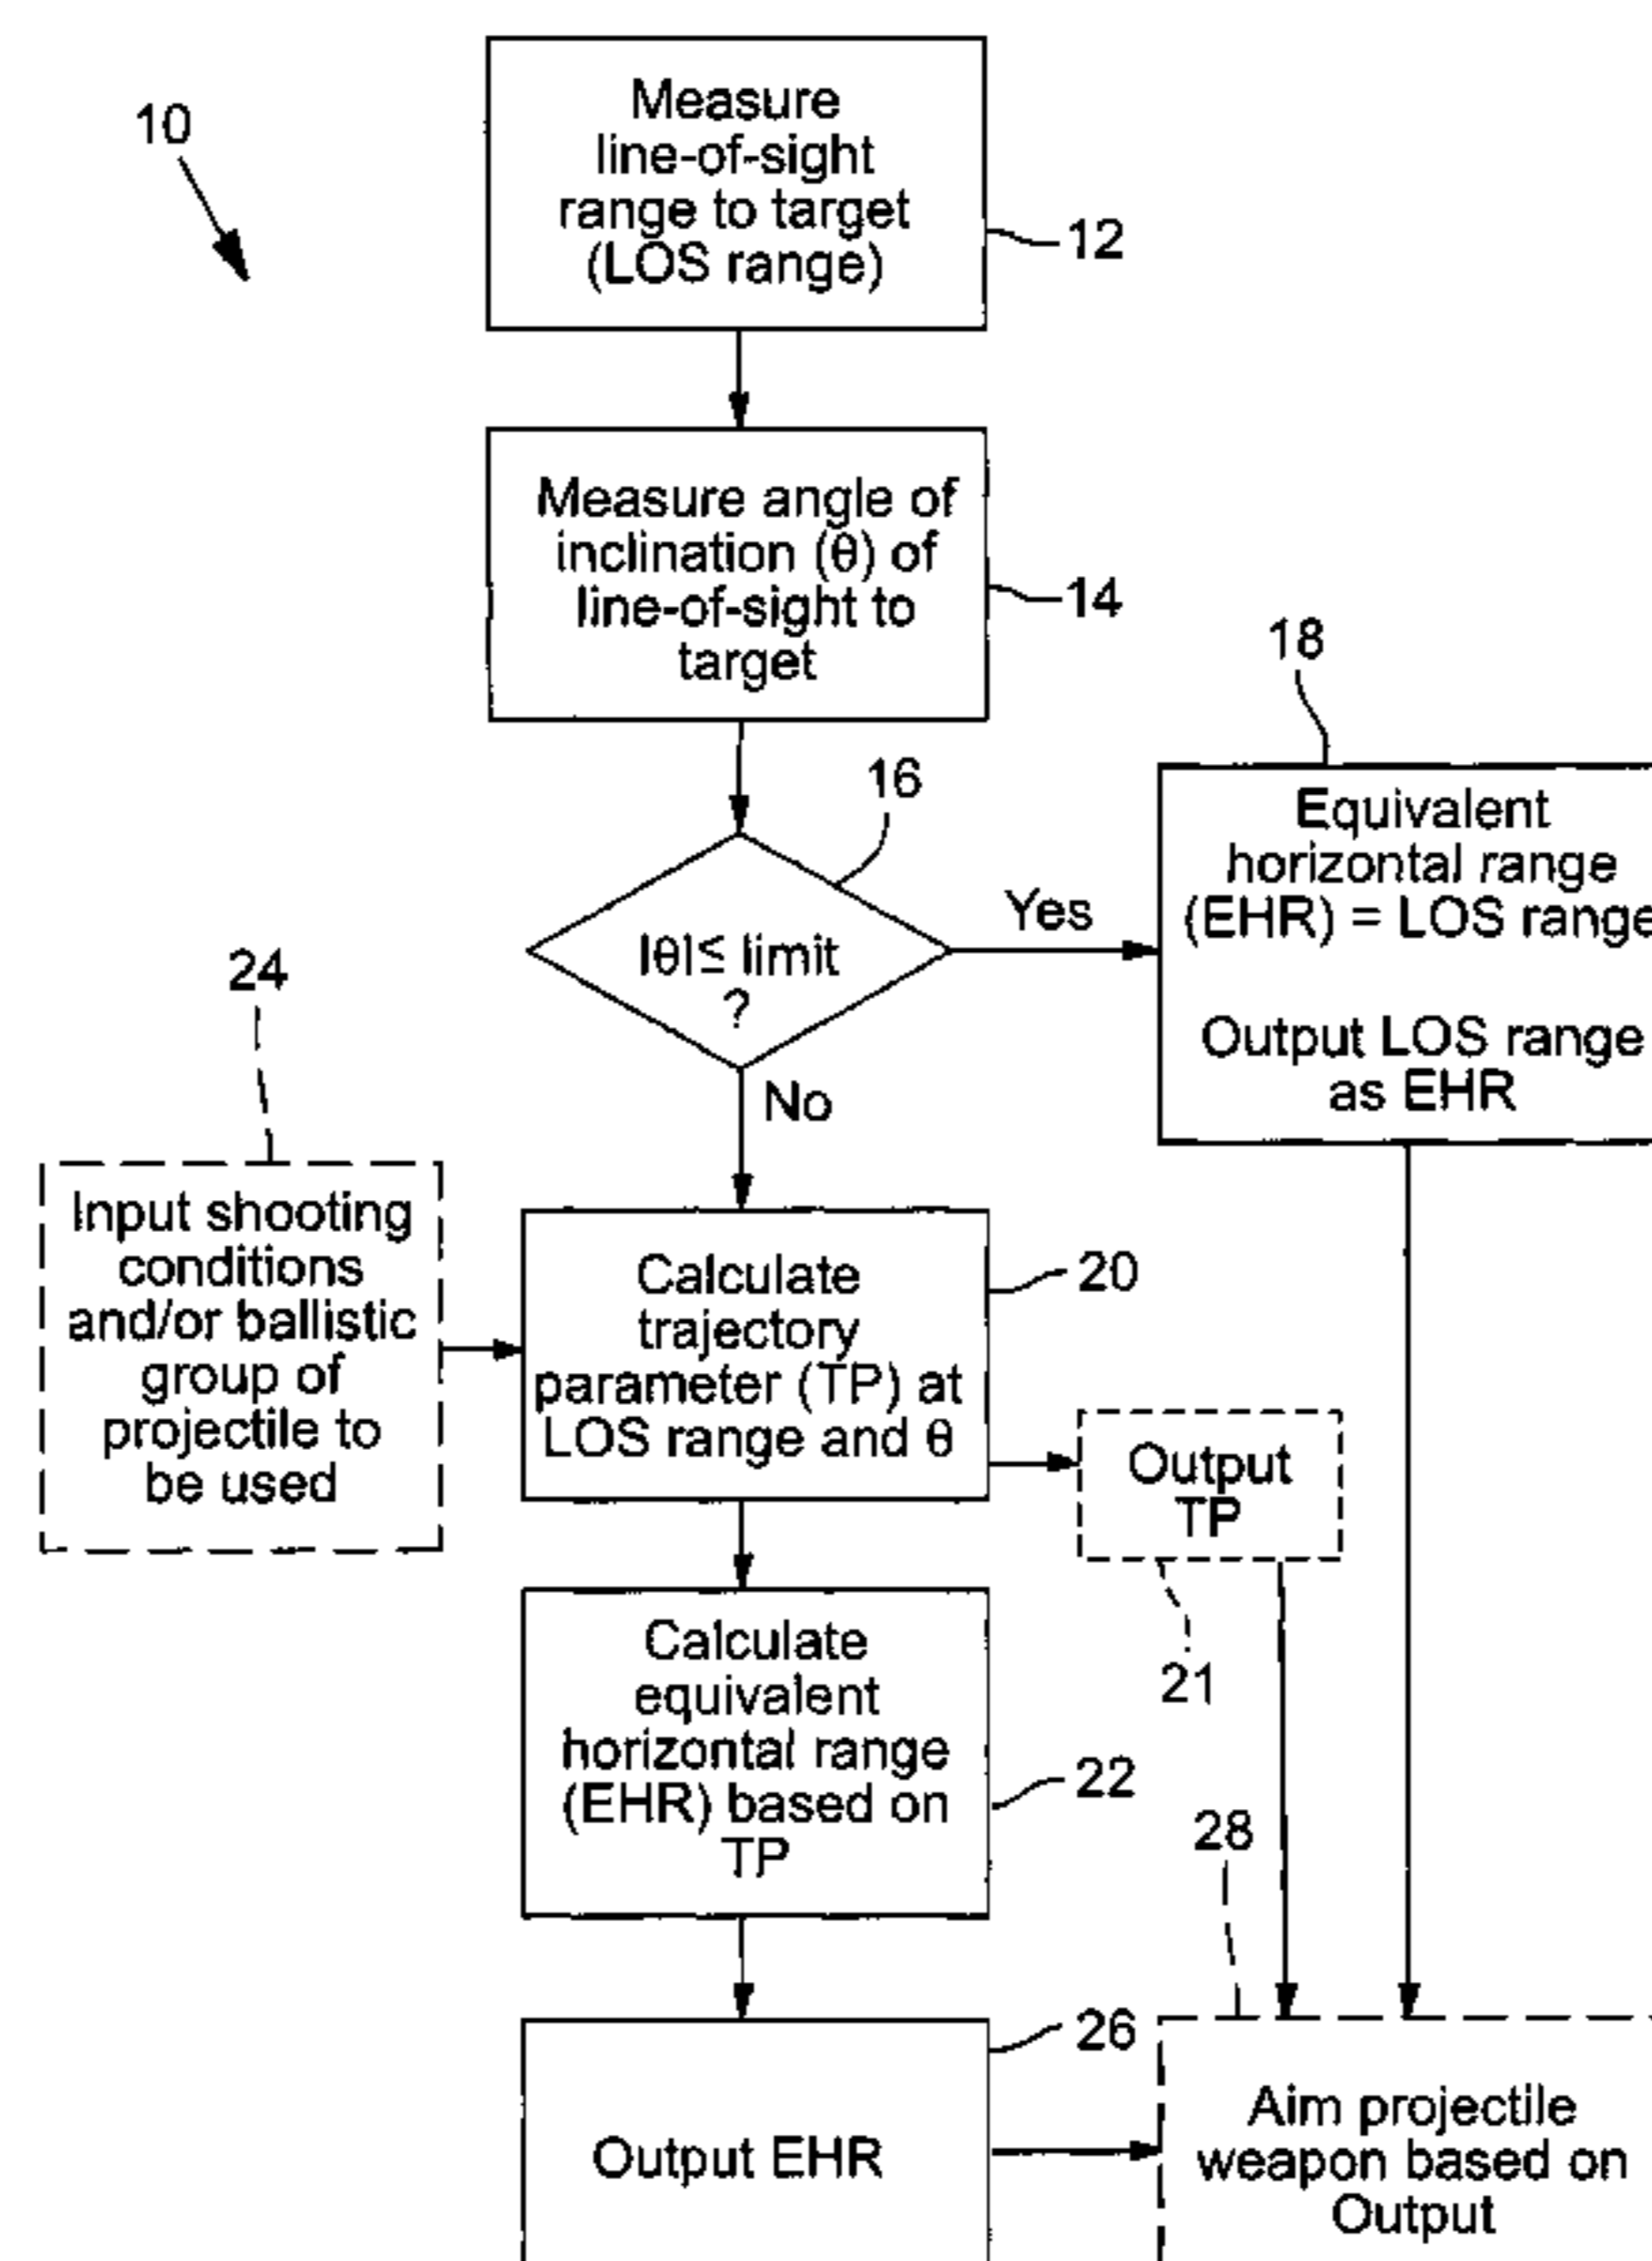 10
Measure
line-of-sight
range to target
(LOS range)
12
Measure angle of
inclination (θ) of
line-of-sight to
target
14
16
|θ|≤ limit
?
Yes
No
18
Equivalent
horizontal range
(EHR) = LOS range
Output LOS range
as EHR
24
Input shooting
conditions
and/or ballistic
group of
projectile to
be used
Calculate
trajectory
parameter (TP) at
LOS range and θ
20
Output
TP
21
Calculate
equivalent
horizontal range
(EHR) based on
TP
22
28
26
Output EHR
Aim projectile
weapon based on
Output